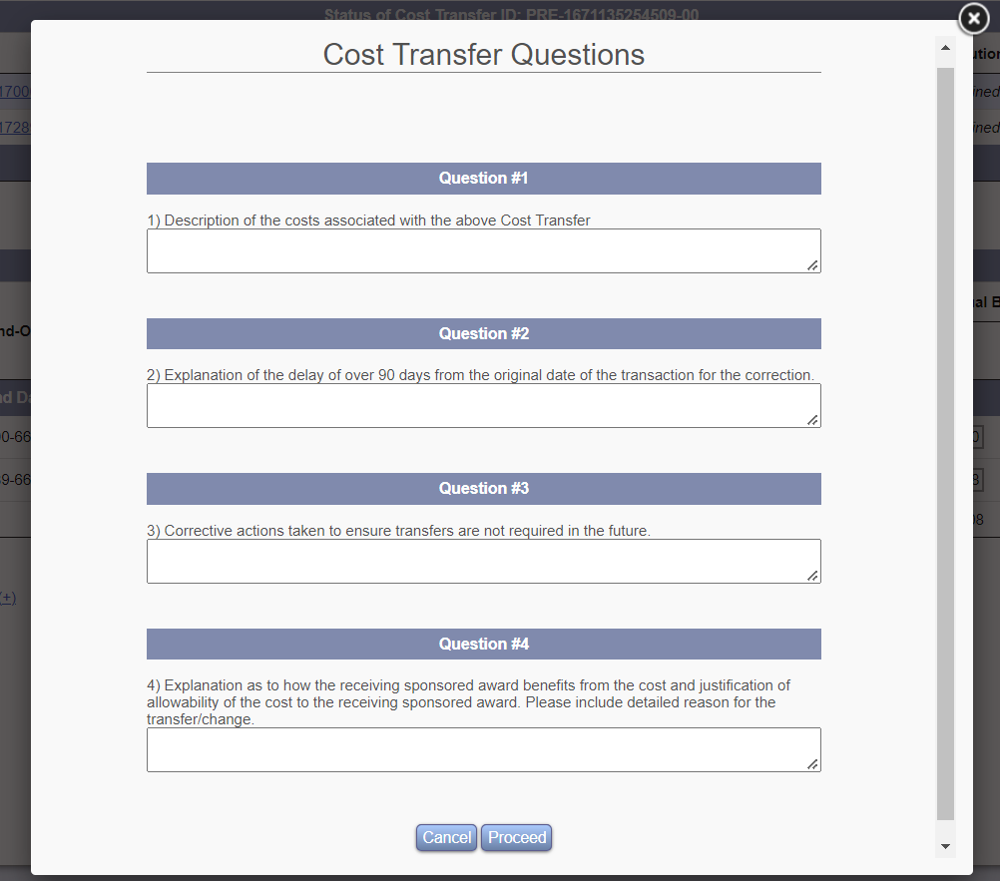 Status of Cost Transfer ID: PRE-1671135254509-00
Cost Transfer Questions
Question #1
1) Description of the costs associated with the above Cost Transfer
Question #2
2) Explanation of the delay of over 90 days from the original date of the transaction for the correction.
Question #3
3) Corrective actions taken to ensure transfers are not required in the future.
Question #4
4) Explanation as to how the receiving sponsored award benefits from the cost and justification of
allowability of the cost to the receiving sponsored award. Please include detailed reason for the
transfer/change.
(+)
Cancel Proceed